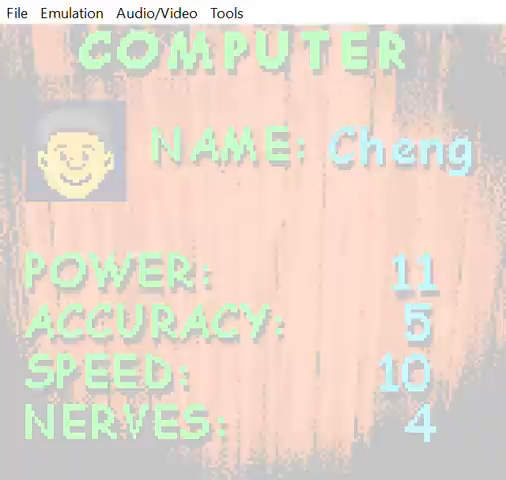 File Emulation Audio/Video Tools
COMPUTER
NAME: Cheng
POWER: 11
ACCURACY: 5
SPEED: 10
NERVES: 4